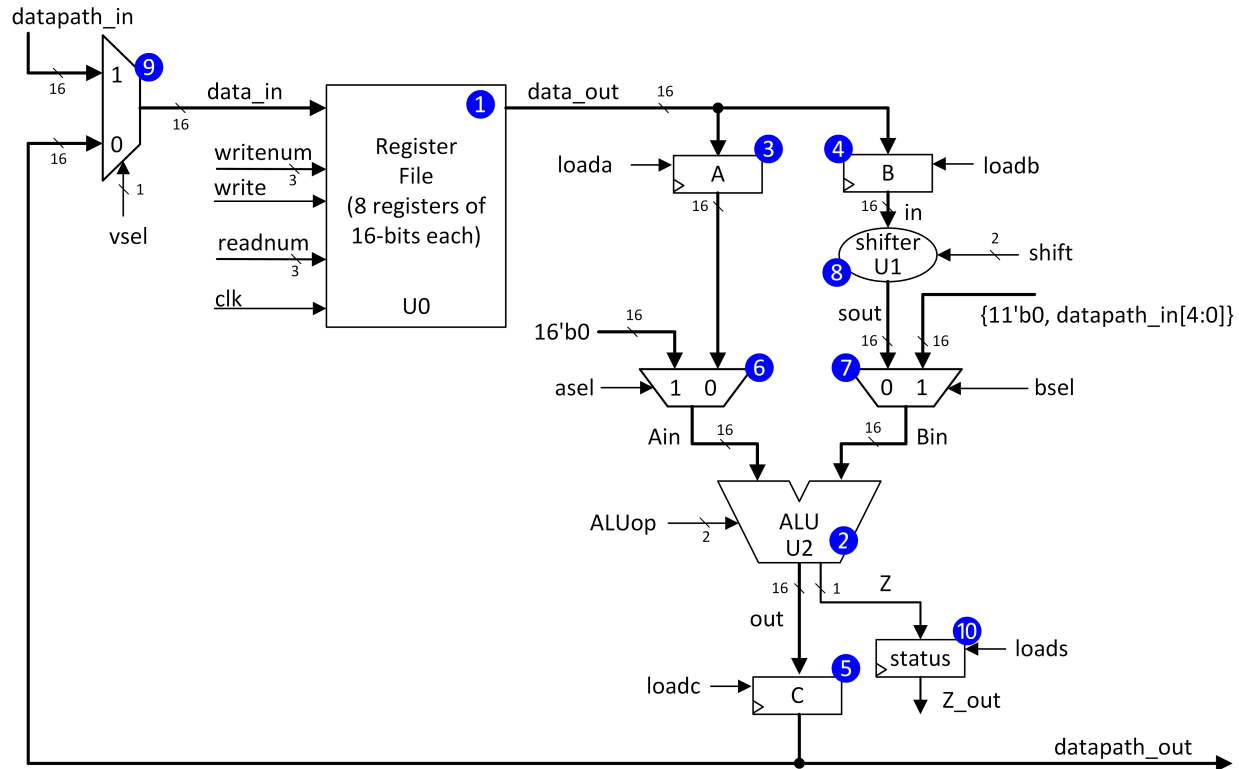 datapath_in
9
1
16
data_in
16
0
16
1
vsel
1
writenum
3
write
readnum
3
clk
Register
File
(8 registers of
16-bits each)
U0
data_out
16
loada
3
A
16
4
B
loadb
16
in
shifter
U1
8
2
shift
sout
{11'b0, datapath_in[4:0]}
16'b0
16
16
16
asel
1 0
6
7
0 1
bsel
Ain
16
16
Bin
ALUop
2
ALU
U2
2
16
1
Z
out
10
status
loads
Z_out
loadc
5
C
datapath_out